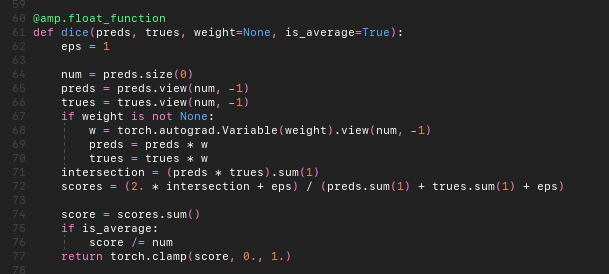 59
60 @amp.float_function
61 def dice(preds, trues, weight=None, is_average=True):
62     eps = 1
63
64     num = preds.size(0)
65     preds = preds.view(num, -1)
66     trues = trues.view(num, -1)
67     if weight is not None:
68         w = torch.autograd.Variable(weight).view(num, -1)
69         preds = preds * w
70         trues = trues * w
71     intersection = (preds * trues).sum(1)
72     scores = (2. * intersection + eps) / (preds.sum(1) + trues.sum(1) + eps)
73
74     score = scores.sum()
75     if is_average:
76         score /= num
77     return torch.clamp(score, 0., 1.)
78